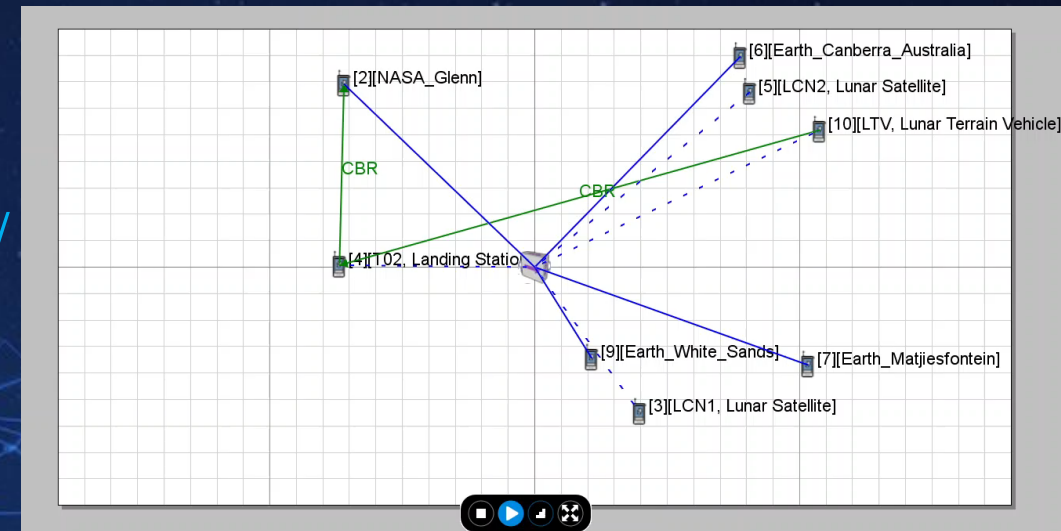 [6][Earth_Canberra_Australia]
[2][NASA_Glenn]
[5][LCN2, Lunar Satellite]
[10][LTV, Lunar Terrain Vehicle]
CBR
CBR
[4][T02, Landing Statio
[9][Earth_White_Sands]
[7][Earth_Matjiesfontein]
[3][LCN1, Lunar Satellite]